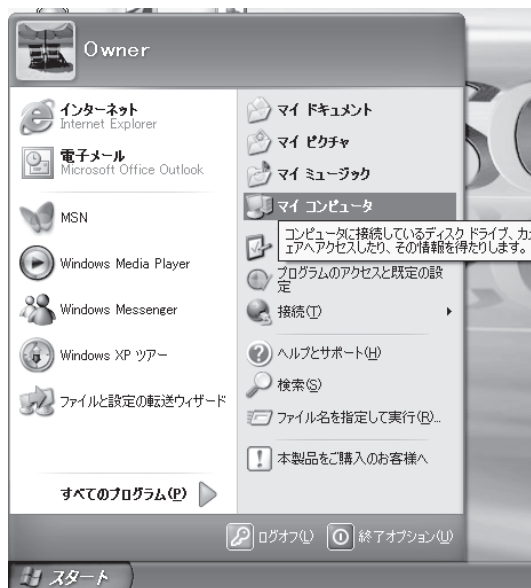 Owner
インターネット
Internet Explorer
電子メール
Microsoft Office Outlook
MSN
Windows Media Player
Windows Messenger
Windows XP ツアー
ファイルと設定の転送ウィザード
すべてのプログラム(P)
マイ ドキュメント
マイ ピクチャ
マイ ミュージック
マイ コンピュータ
コンピュータに接続しているディスク ドライブ、カ
ェアへアクセスしたり、その情報を得たりします。
プログラムのアクセスと既定の設
定
接続(T)
ヘルプとサポート(H)
検索(S)
ファイル名を指定して実行(R)...
本製品をご購入のお客様へ
ログオフ(L)
終了オプション(U)
スタート